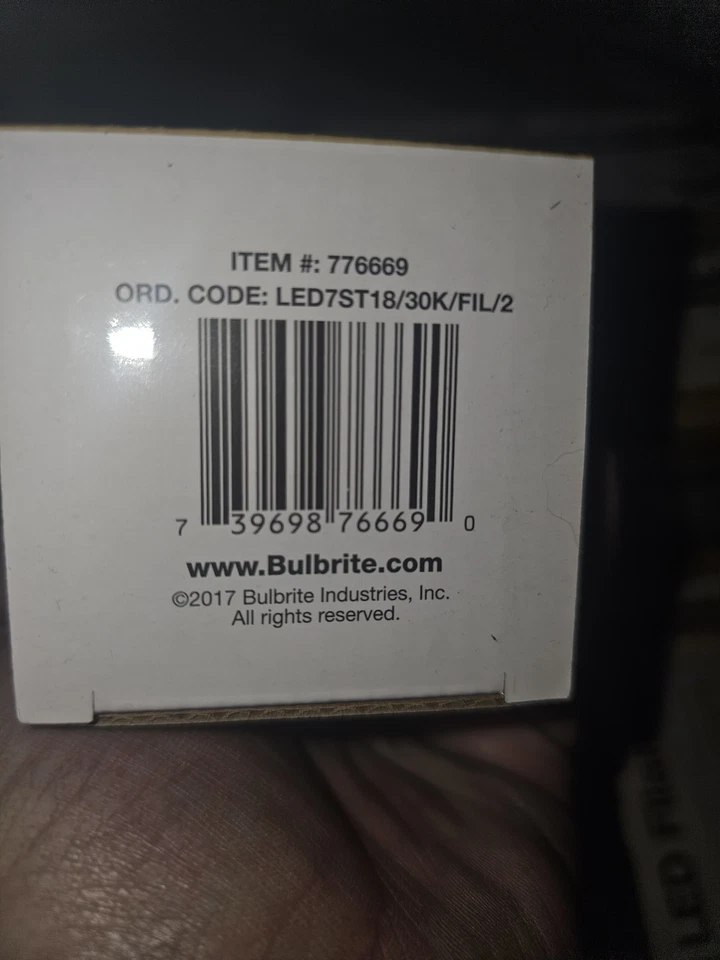 ITEM #: 776669
ORD. CODE: LED7ST18/30K/FIL/2
7 39698 76669 0
www.Bulbrite.com
©2017 Bulbrite Industries, Inc.
All rights reserved.
LED